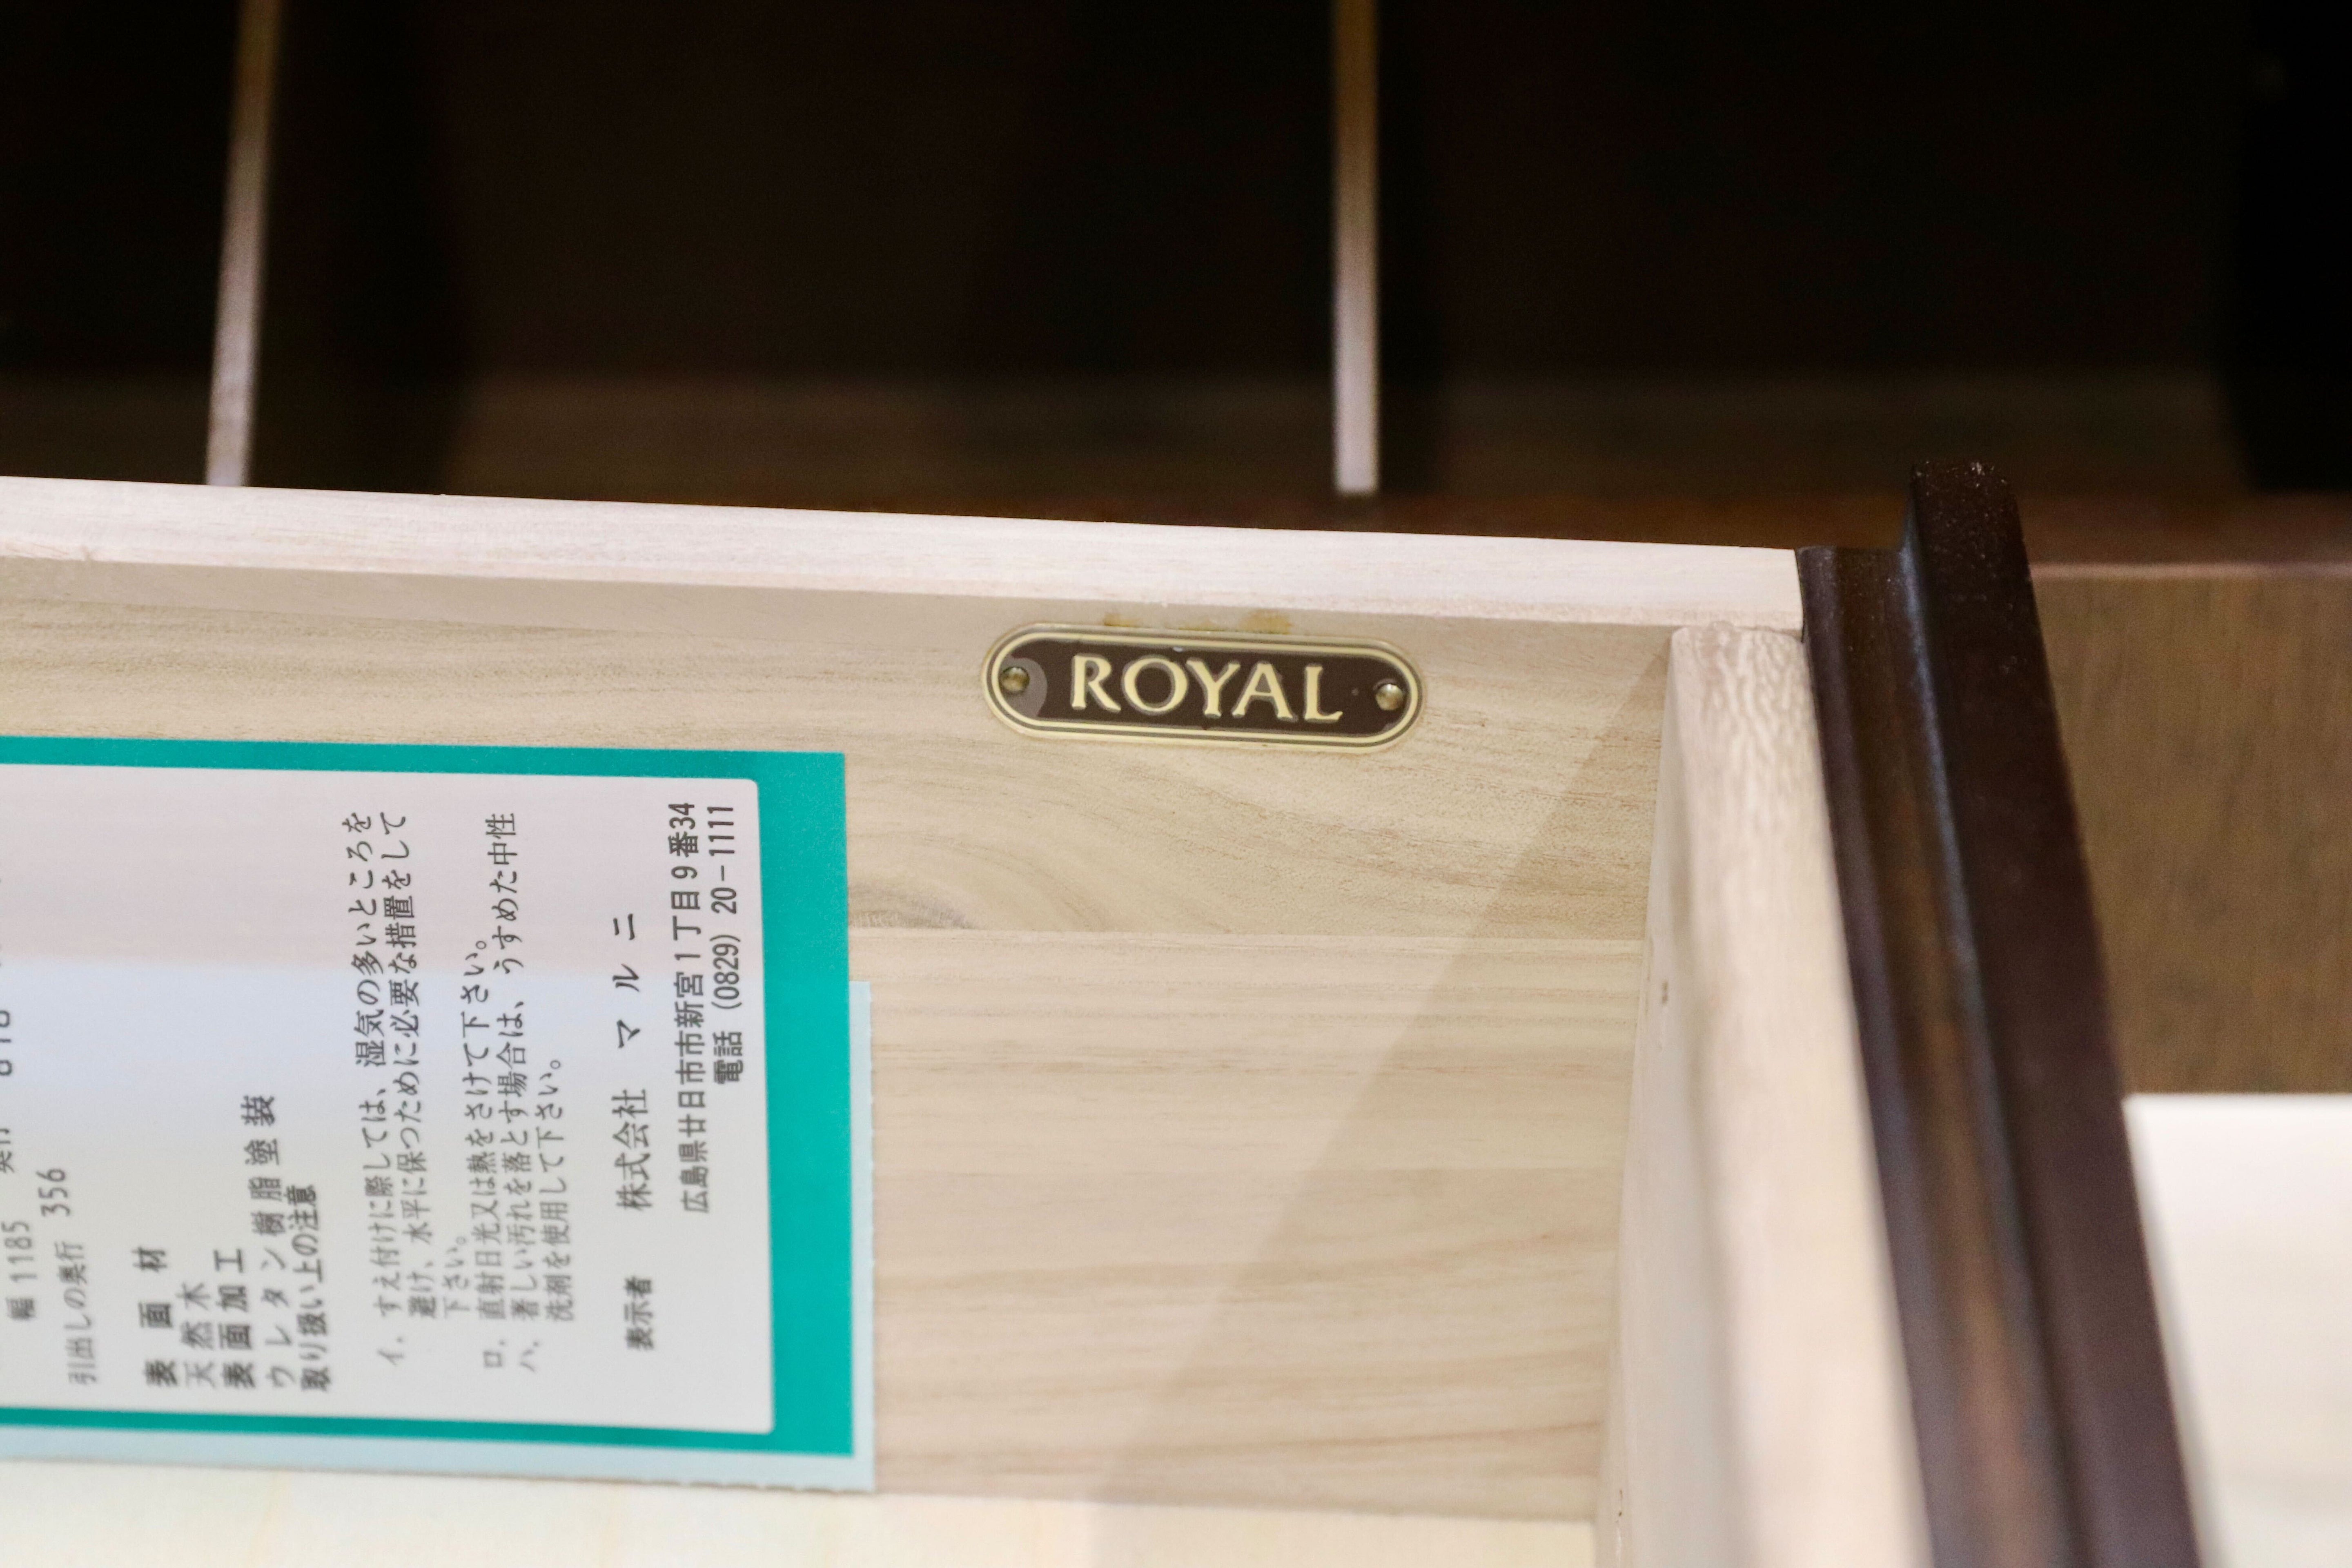 ROYAL
幅 1185
引出しの奥行 356
表面材
天然木
表面加工
ウレタン樹脂塗装
取り扱い上の注意
イ、すえ付けに際しては、湿気の多いところを
避け、水平に保つために必要な措置をして
下さい。
ロ、直射日光又は熱をさけて下さい。
ハ、著しい汚れを落とす場合は、うすめた中性
洗剤を使用して下さい。
表示者 株式会社 マルニ
広島県廿日市市新宮1丁目9番34
電話 (0829) 20-1111